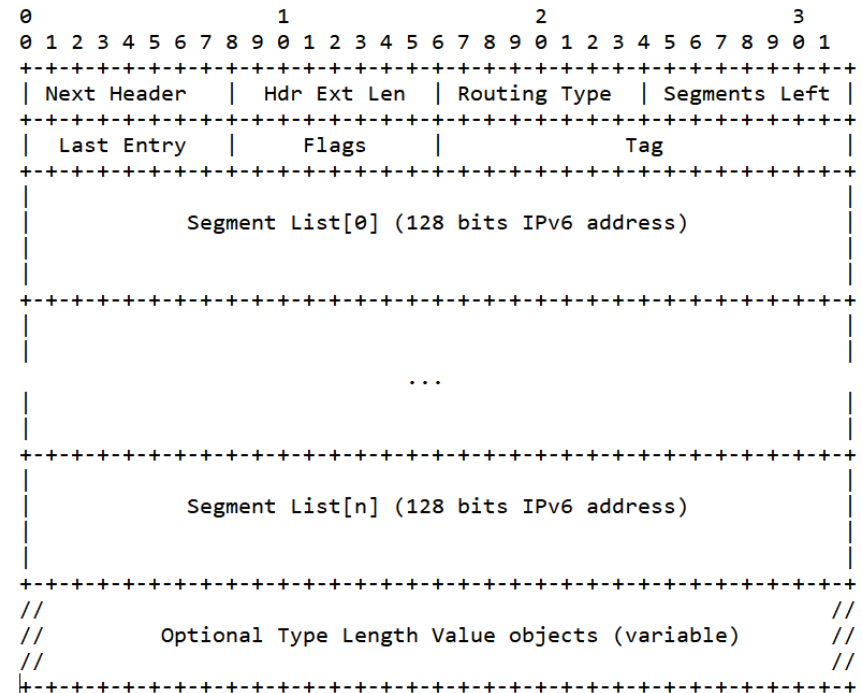 0                   1                   2                   3
0 1 2 3 4 5 6 7 8 9 0 1 2 3 4 5 6 7 8 9 0 1 2 3 4 5 6 7 8 9 0 1
+-+-+-+-+-+-+-+-+-+-+-+-+-+-+-+-+-+-+-+-+-+-+-+-+-+-+-+-+-+-+-+-+
| Next Header   |  Hdr Ext Len  | Routing Type  | Segments Left |
+-+-+-+-+-+-+-+-+-+-+-+-+-+-+-+-+-+-+-+-+-+-+-+-+-+-+-+-+-+-+-+-+
|  Last Entry   |     Flags     |              Tag              |
+-+-+-+-+-+-+-+-+-+-+-+-+-+-+-+-+-+-+-+-+-+-+-+-+-+-+-+-+-+-+-+-+
|                                                               |
|            Segment List[0] (128 bits IPv6 address)            |
|                                                               |
|                                                               |
+-+-+-+-+-+-+-+-+-+-+-+-+-+-+-+-+-+-+-+-+-+-+-+-+-+-+-+-+-+-+-+-+
|                                                               |
|                                                               |
                              ...
|                                                               |
|                                                               |
+-+-+-+-+-+-+-+-+-+-+-+-+-+-+-+-+-+-+-+-+-+-+-+-+-+-+-+-+-+-+-+-+
|                                                               |
|            Segment List[n] (128 bits IPv6 address)            |
|                                                               |
|                                                               |
+-+-+-+-+-+-+-+-+-+-+-+-+-+-+-+-+-+-+-+-+-+-+-+-+-+-+-+-+-+-+-+-+
//                                                             //
//         Optional Type Length Value objects (variable)       //
//                                                             //
+-+-+-+-+-+-+-+-+-+-+-+-+-+-+-+-+-+-+-+-+-+-+-+-+-+-+-+-+-+-+-+-+